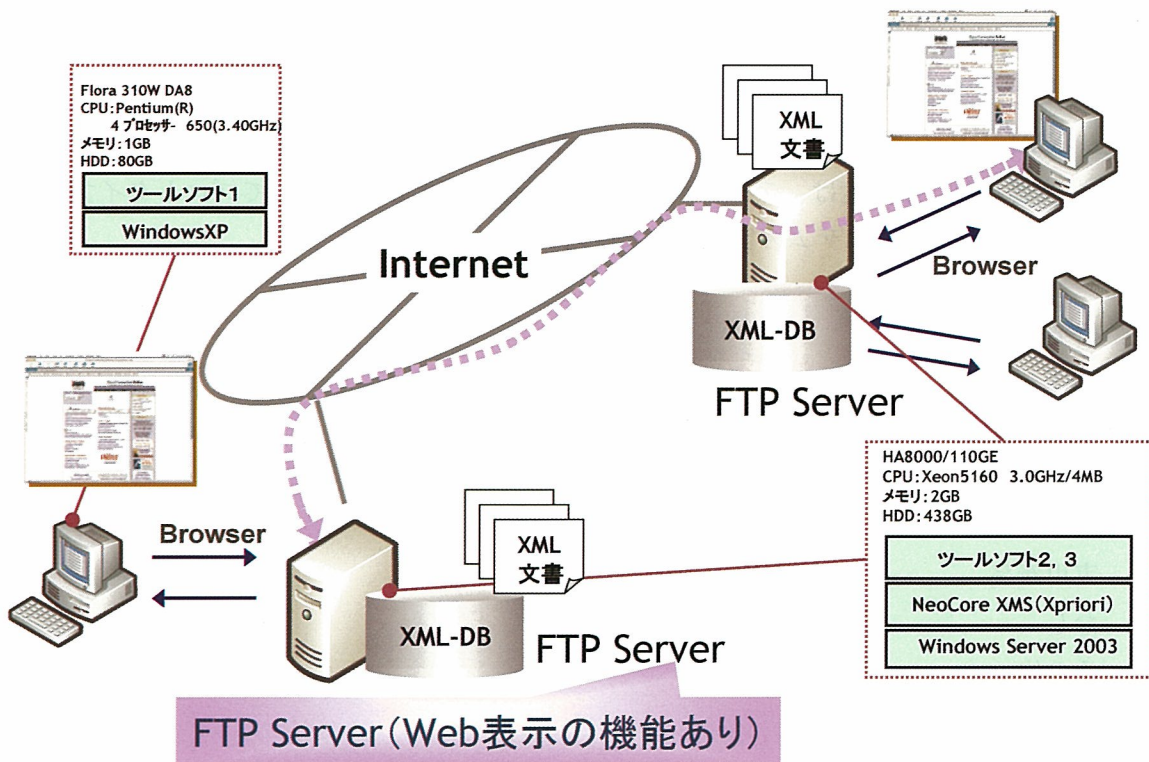 Flora 310W DA8
CPU:Pentium(R)
4 プロセッサ- 650(3.40GHz)
メモリ:1GB
HDD:80GB
ツールソフト1
WindowsXP
Internet
XML
文書
XML-DB
FTP Server
Browser
HA8000/110GE
CPU:Xeon5160 3.0GHz/4MB
メモリ:2GB
HDD:438GB
ツールソフト2, 3
NeoCore XMS(Xpriori)
Windows Server 2003
Browser
XML
文書
XML-DB
FTP Server
FTP Server(Web表示の機能あり)